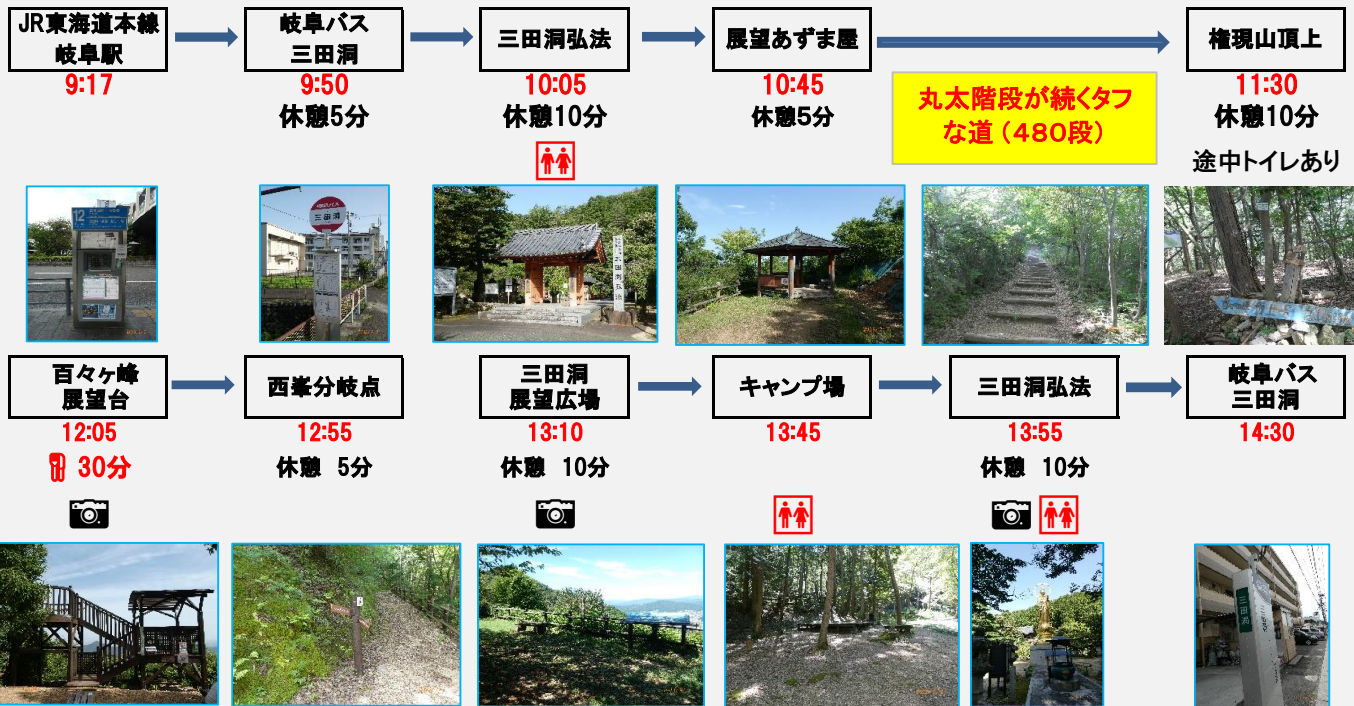 JR東海道本線
岐阜駅
9:17
岐阜バス
三田洞
9:50
休憩5分
三田洞弘法
10:05
休憩10分
展望あずま屋
10:45
休憩5分
丸太階段が続くタフ
な道（480段）
権現山頂上
11:30
休憩10分
途中トイレあり
12
三田洞
百々ヶ峰
展望台
12:05
30分
西峯分岐点
12:55
休憩 5分
三田洞
展望広場
13:10
休憩 10分
キャンプ場
13:45
三田洞弘法
13:55
休憩 10分
岐阜バス
三田洞
14:30
三田洞